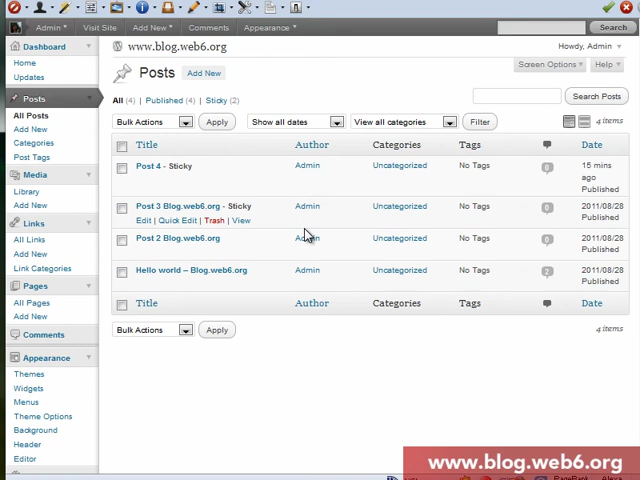 Admin Visit Site Add New Comments Appearance Search
www.blog.web6.org Howdy, Admin
Screen Options Help
Posts Add New
All (4) | Published (4) | Sticky (2) Search Posts
Bulk Actions Apply Show all dates View all categories Filter 4 items
Title Author Categories Tags Date
Post 4 - Sticky Admin Uncategorized No Tags 0 15 mins
ago
Published
Post 3 Blog.web6.org - Sticky Admin Uncategorized No Tags 0 2011/08/28
Edit | Quick Edit | Trash | View Published
Post 2 Blog.web6.org Admin Uncategorized No Tags 0 2011/08/28
Published
Hello world – Blog.web6.org Admin Uncategorized No Tags 2 2011/08/28
Published
Title Author Categories Tags Date
Bulk Actions Apply 4 items
Dashboard
Home
Updates
Posts
All Posts
Add New
Categories
Post Tags
Media
Library
Add New
Links
All Links
Add New
Link Categories
Pages
All Pages
Add New
Comments
Appearance
Themes
Widgets
Menus
Theme Options
Background
Header
Editor
www.blog.web6.org
PageRank Alexa